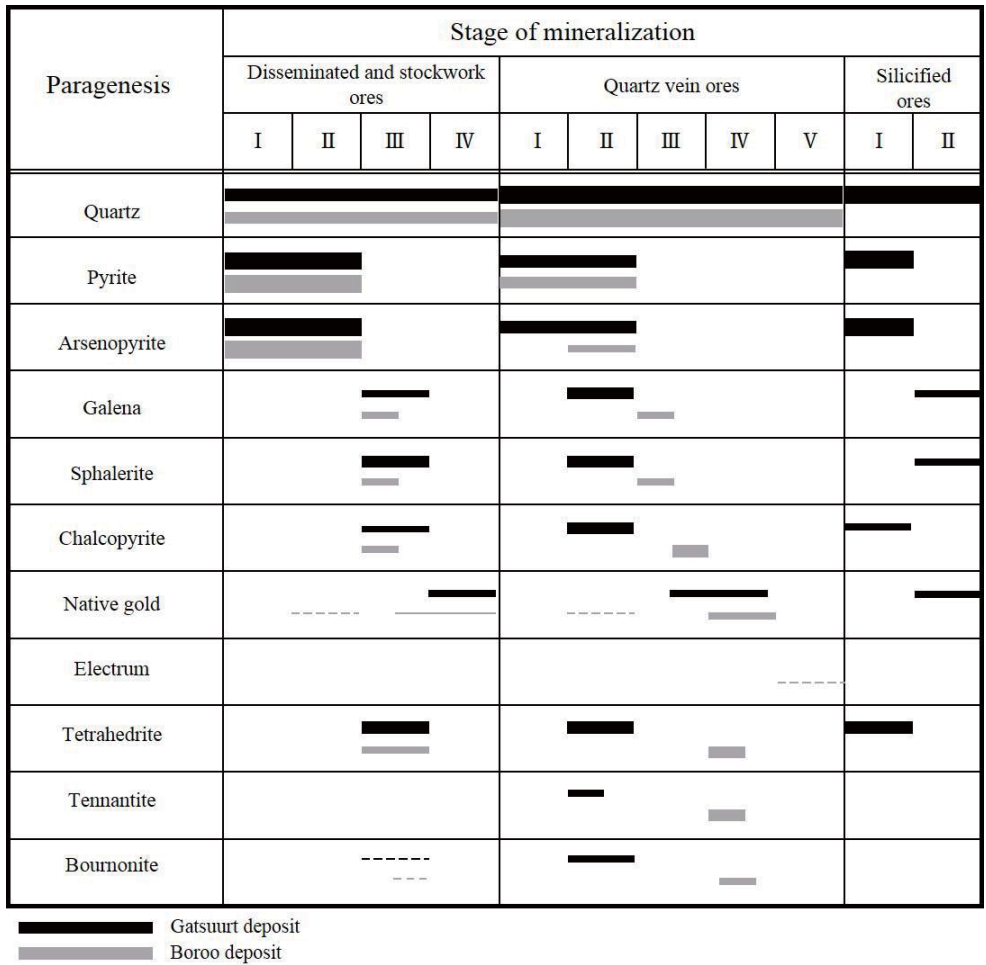 Paragenesis
Stage of mineralization
Disseminated and stockwork
ores
Quartz vein ores
Silicified
ores
Ⅰ Ⅱ Ⅲ Ⅳ Ⅰ Ⅱ Ⅲ Ⅳ Ⅴ Ⅰ Ⅱ
Quartz
Pyrite
Arsenopyrite
Galena
Sphalerite
Chalcopyrite
Native gold
Electrum
Tetrahedrite
Tennantite
Bournonite
Gatsuurt deposit
Boroo deposit